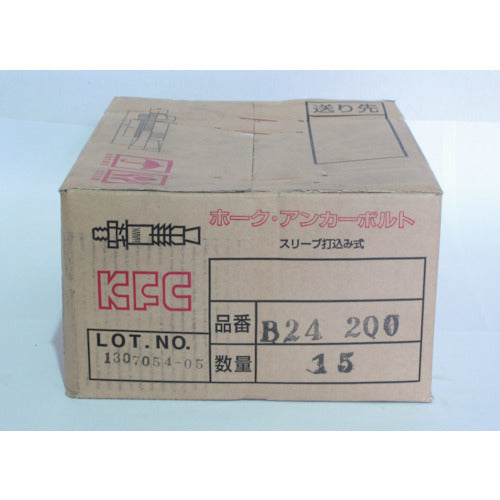 送り先
ホーク・アンカーボルト
スリーブ打込み式
KFC
品番 B24 200
LOT.NO.
1307054-05
数量 15